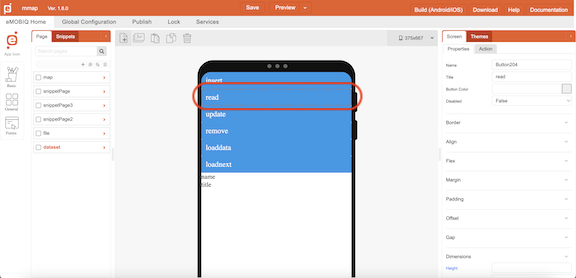 mmap Ver. 1.6.0 Save Preview Build (Android/iOS) Download Help Documentation
eMOBIQ Home Global Configuration Publish Lock Services
Page Snippets
App Icon
Search pages
Basic
General
Forms
map
snippetPage
snippetPage3
snippetPage2
file
dataset
375x667
insert
read
update
remove
loaddata
loadnext
name
title
Screen Themes
Properties Action
Name Button204
Title read
Button Color
Disabled False
Border
Align
Flex
Margin
Padding
Offset
Gap
Dimensions
Height